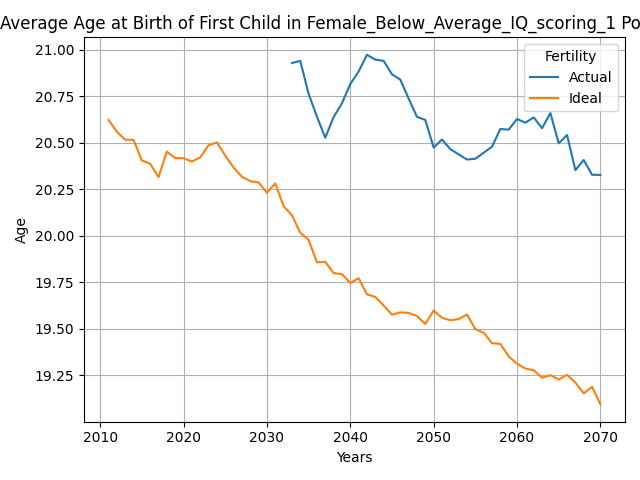 Average Age at Birth of First Child in Female_Below_Average_IQ_scoring_1 Po
Fertility
Actual
Ideal
Age
21.00
20.75
20.50
20.25
20.00
19.75
19.50
19.25
2010 2020 2030 2040 2050 2060 2070
Years